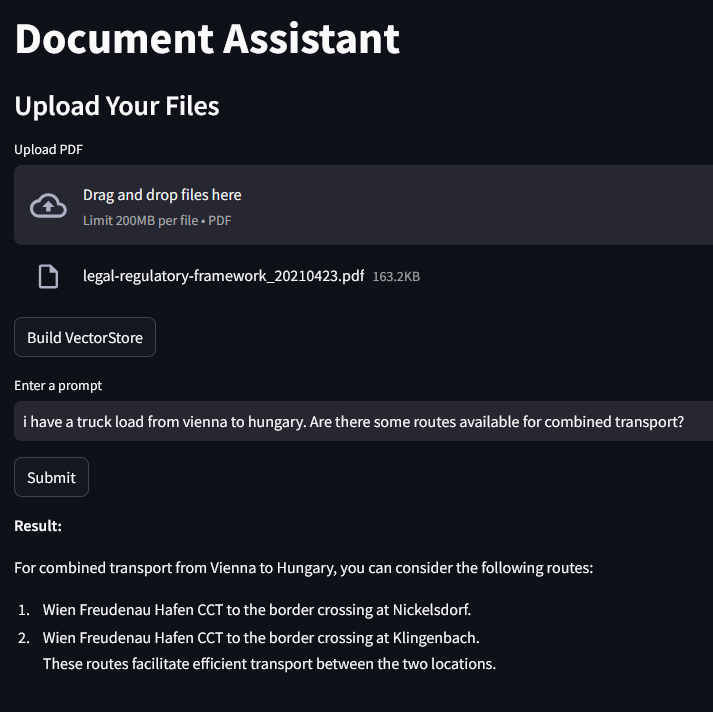 Document Assistant
Upload Your Files
Upload PDF
Drag and drop files here
Limit 200MB per file • PDF
legal-regulatory-framework_20210423.pdf 163.2KB
Build VectorStore
Enter a prompt
i have a truck load from vienna to hungary. Are there some routes available for combined transport?
Submit
Result:
For combined transport from Vienna to Hungary, you can consider the following routes:
1. Wien Freudenau Hafen CCT to the border crossing at Nickelsdorf.
2. Wien Freudenau Hafen CCT to the border crossing at Klingenbach.
These routes facilitate efficient transport between the two locations.